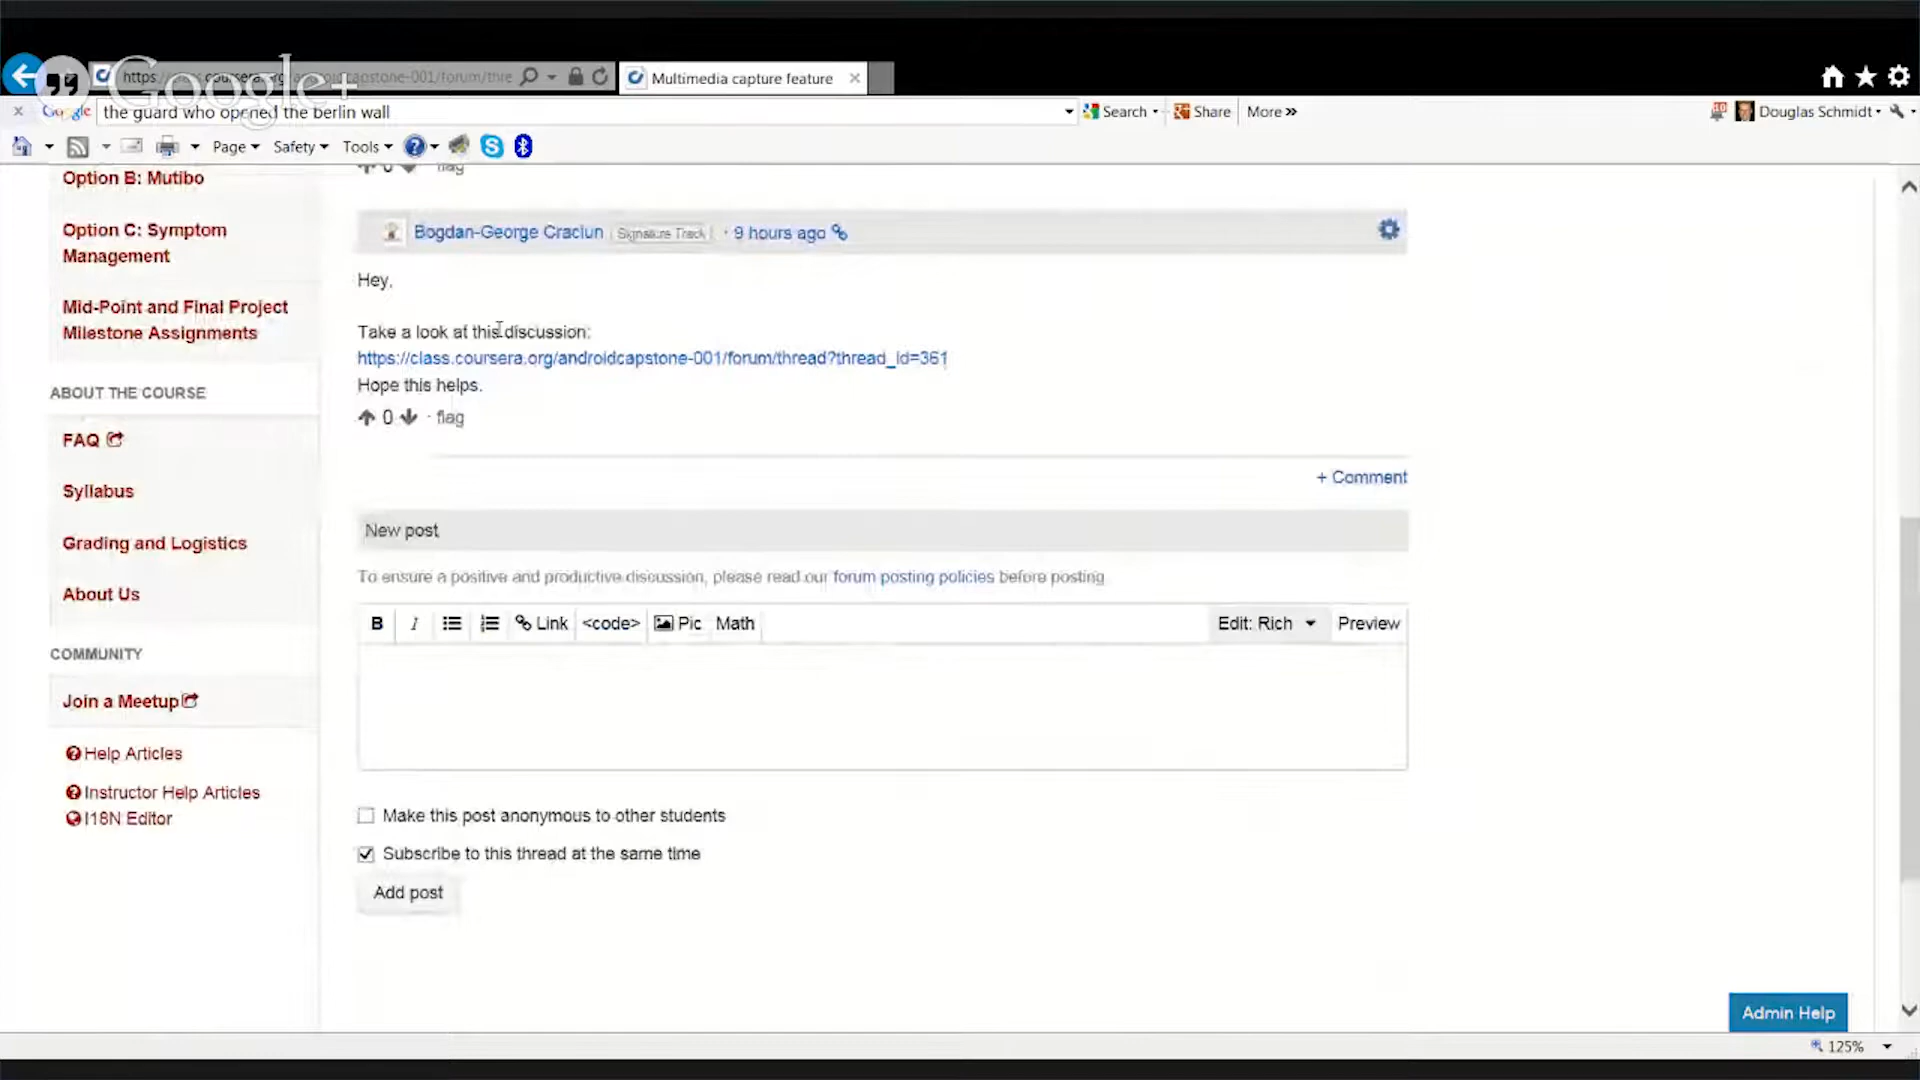 Google+
https://class.coursera.org/androidcapstone-001/forum/thre
Multimedia capture feature
Google the guard who opened the berlin wall
Search
Share
More »
10
Douglas Schmidt
Page
Safety
Tools
Option B: Mutibo
0
flag
Option C: Symptom
Management
Mid-Point and Final Project
Milestone Assignments
ABOUT THE COURSE
FAQ
Syllabus
Grading and Logistics
About Us
COMMUNITY
Join a Meetup
Help Articles
Instructor Help Articles
I18N Editor
Bogdan-George Craciun Signature Track · 9 hours ago
Hey,
Take a look at this discussion:
https://class.coursera.org/androidcapstone-001/forum/thread?thread_id=361
Hope this helps.
0 · flag
+ Comment
New post
To ensure a positive and productive discussion, please read our forum posting policies before posting
B I Link <code> Pic Math Edit: Rich Preview
Make this post anonymous to other students
Subscribe to this thread at the same time
Add post
Admin Help
125%